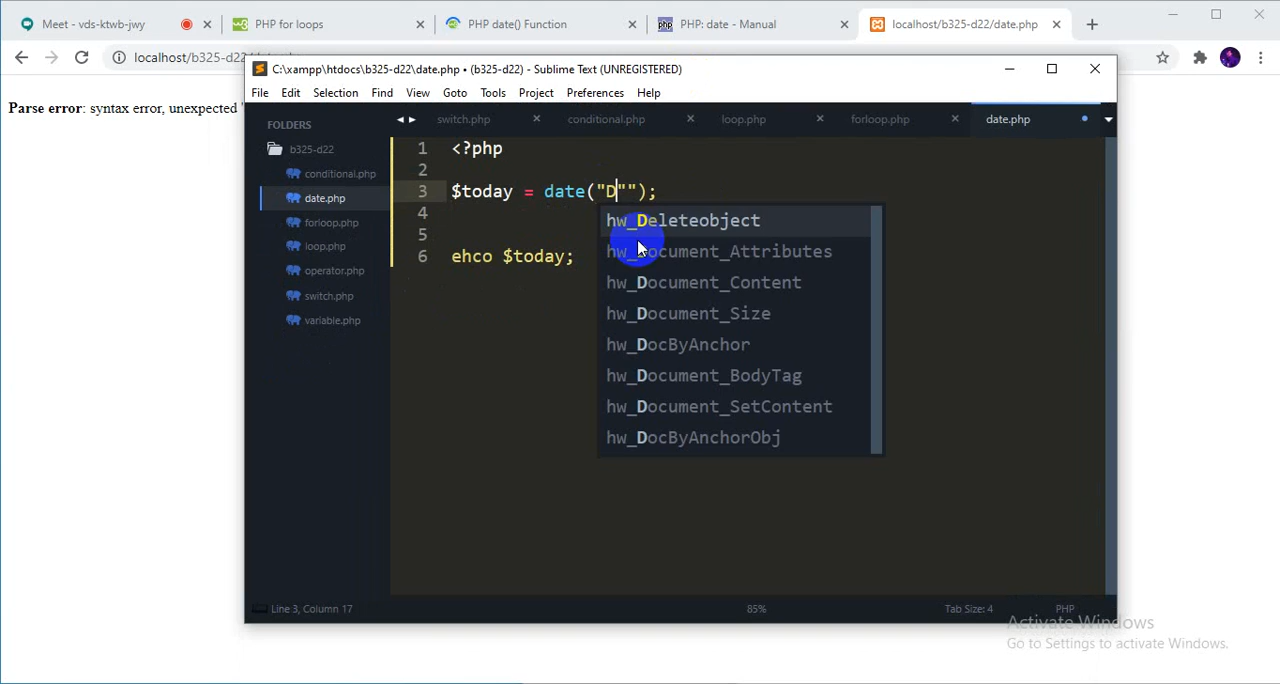 Meet - vds-ktwb-jwy
PHP for loops
PHP date() Function
PHP: date - Manual
localhost/b325-d22/date.php
localhost/b325-d22
Parse error: syntax error, unexpected '
C:\xampp\htdocs\b325-d22\date.php • (b325-d22) - Sublime Text (UNREGISTERED)
File Edit Selection Find View Goto Tools Project Preferences Help
FOLDERS
b325-d22
conditional.php
date.php
forloop.php
loop.php
operator.php
switch.php
variable.php
switch.php
conditional.php
loop.php
forloop.php
date.php
1 <?php
2
3 $today = date("D"");
4
5
6 ehco $today;
hw_Deleteobject
hw_Document_Attributes
hw_Document_Content
hw_Document_Size
hw_DocByAnchor
hw_Document_BodyTag
hw_Document_SetContent
hw_DocByAnchorObj
Line 3, Column 17
85%
Tab Size: 4
PHP
Activate Windows
Go to Settings to activate Windows.